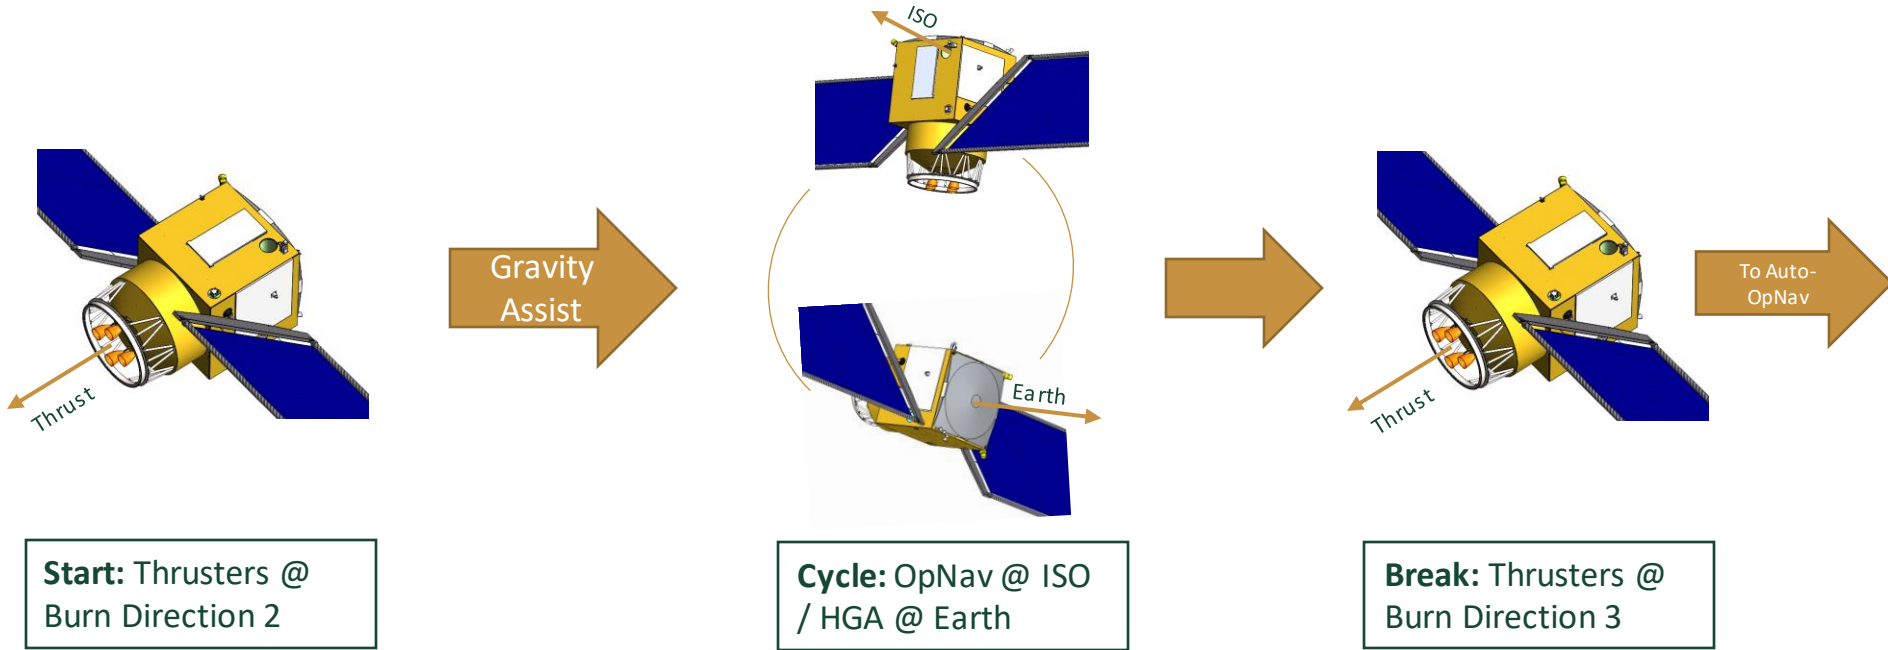 ISO
Gravity
Assist
To Auto-
OpNav
Earth
Thrust
Thrust
Start: Thrusters @
Burn Direction 2
Cycle: OpNav @ ISO
/ HGA @ Earth
Break: Thrusters @
Burn Direction 3